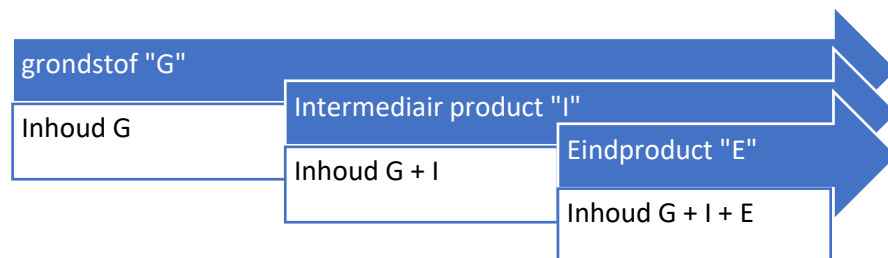 grondstof "G"
Inhoud G
Intermediair product "I"
Inhoud G + I
Eindproduct "E"
Inhoud G + I + E